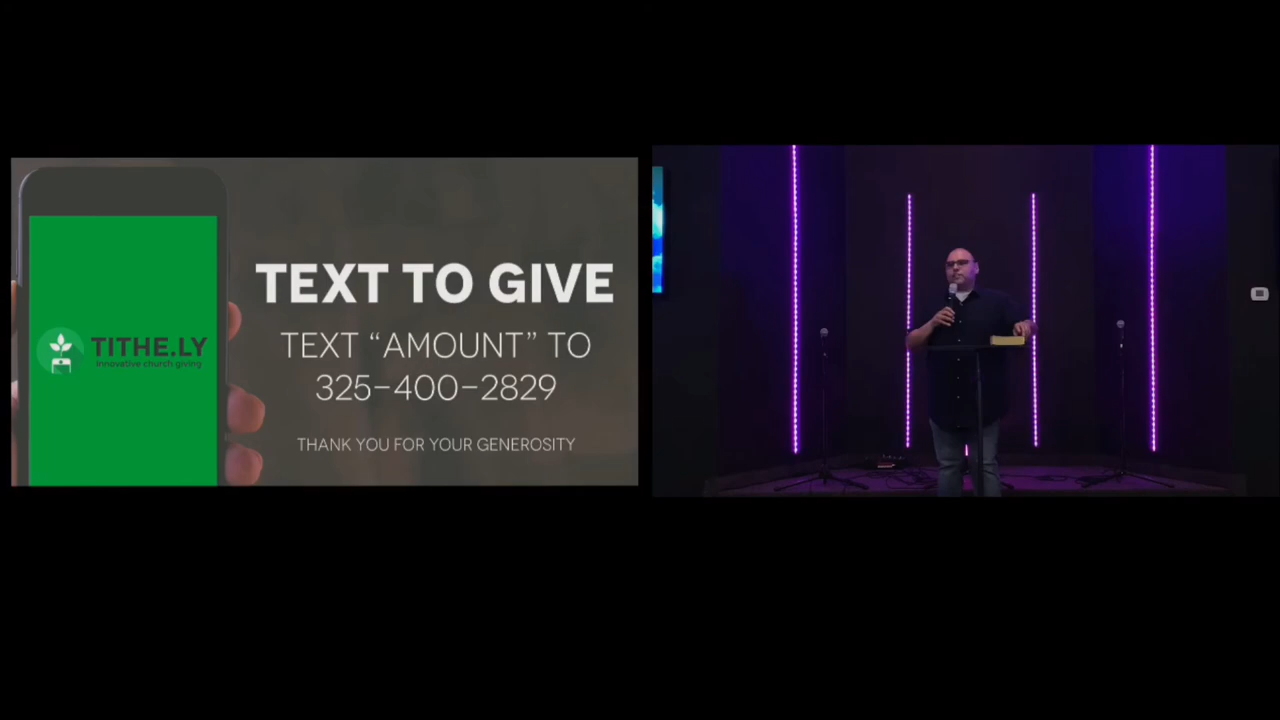 TITHE.LY
innovative church giving
TEXT TO GIVE
TEXT “AMOUNT” TO
325-400-2829
THANK YOU FOR YOUR GENEROSITY